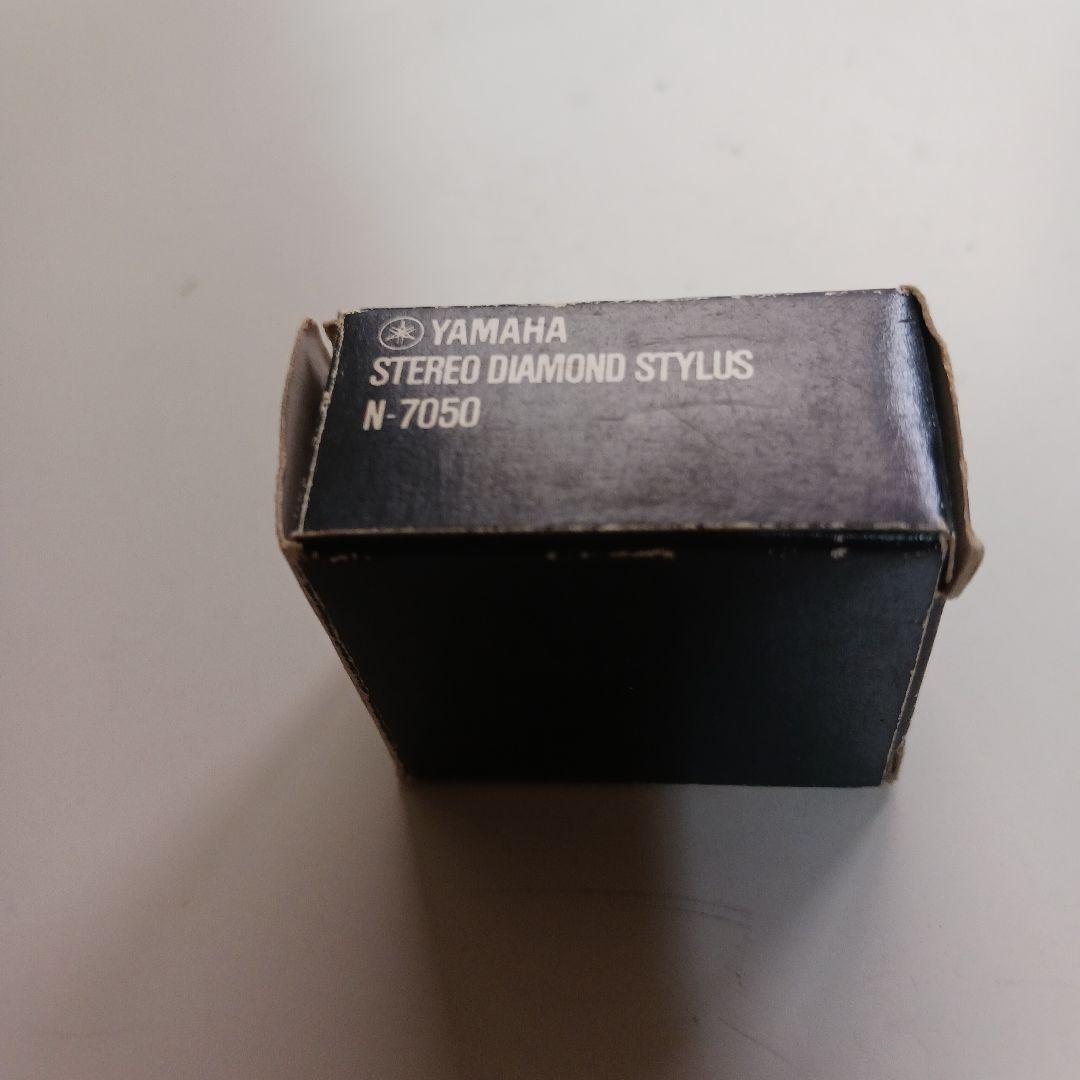 YAMAHA
STEREO DIAMOND STYLUS
N-7050